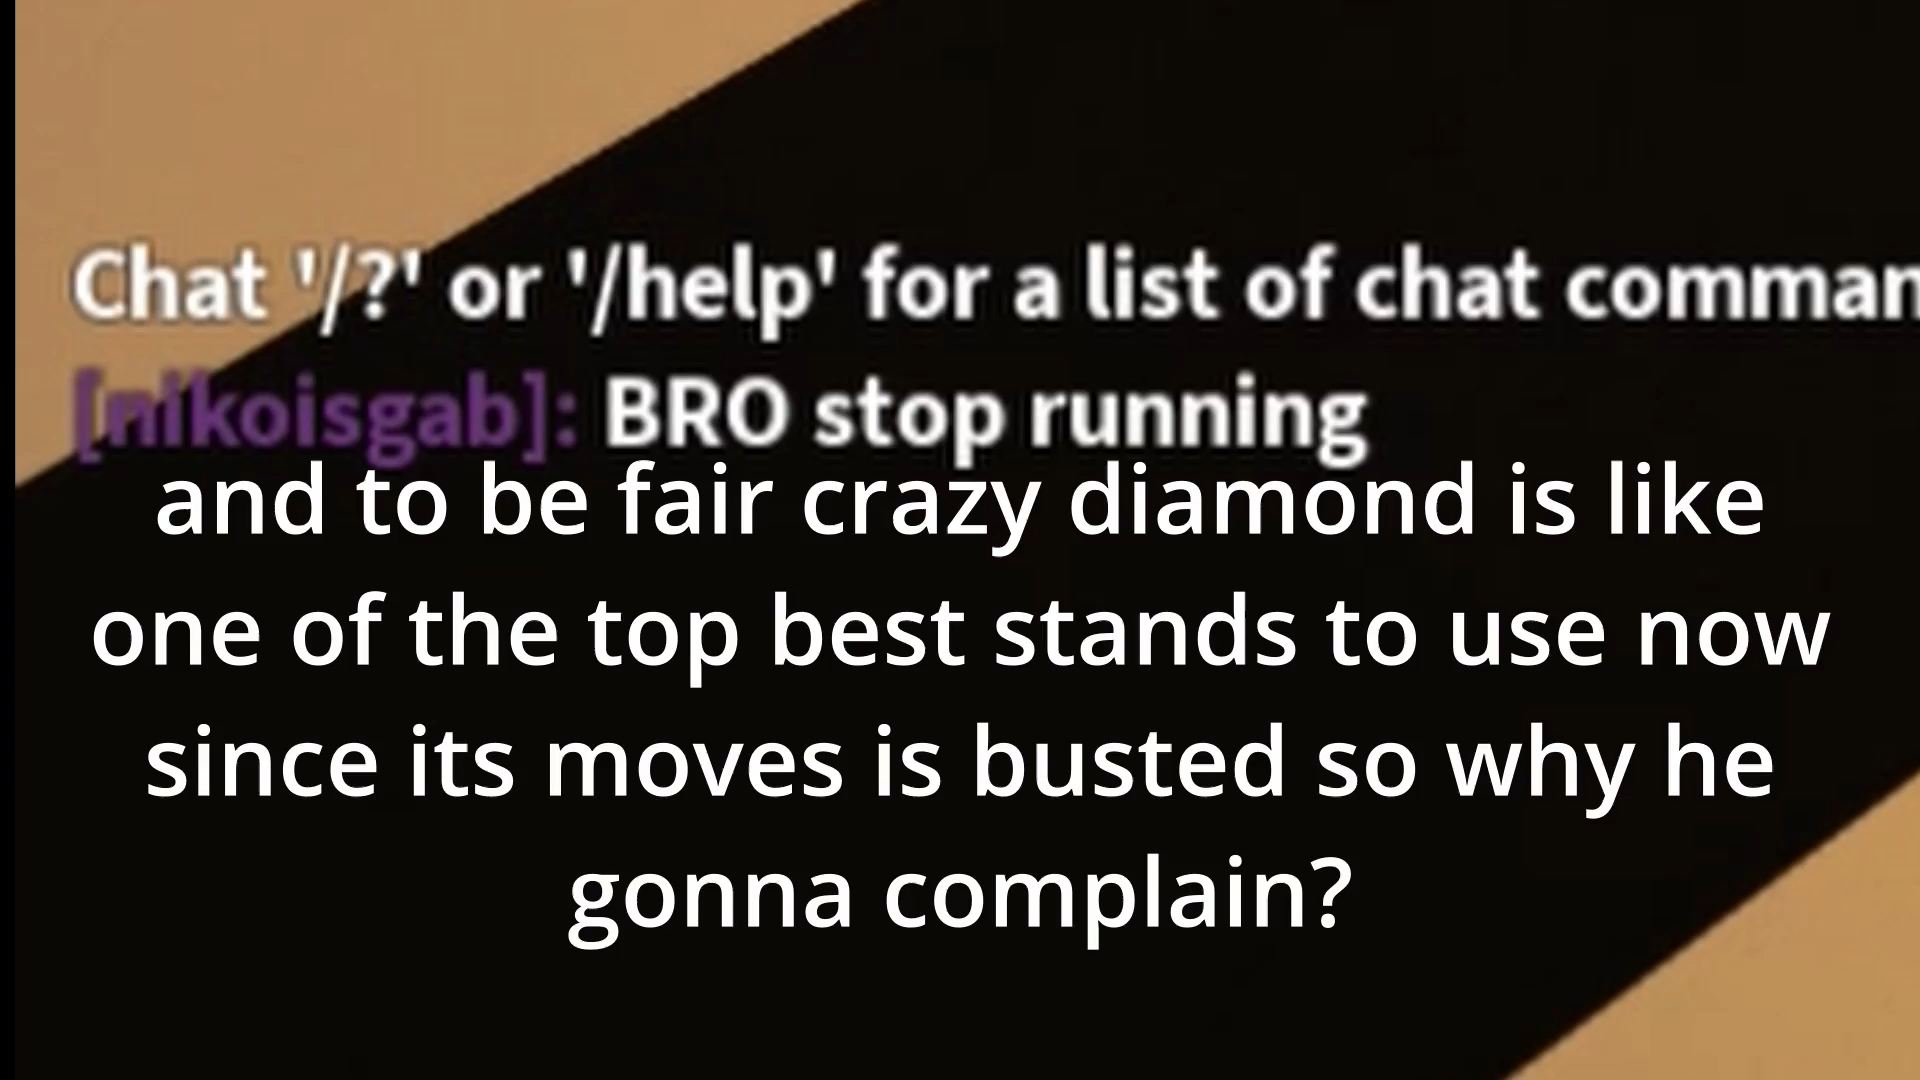 Chat '/?' or '/help' for a list of chat comman
[nikoisgab]: BRO stop running
and to be fair crazy diamond is like
one of the top best stands to use now
since its moves is busted so why he
gonna complain?